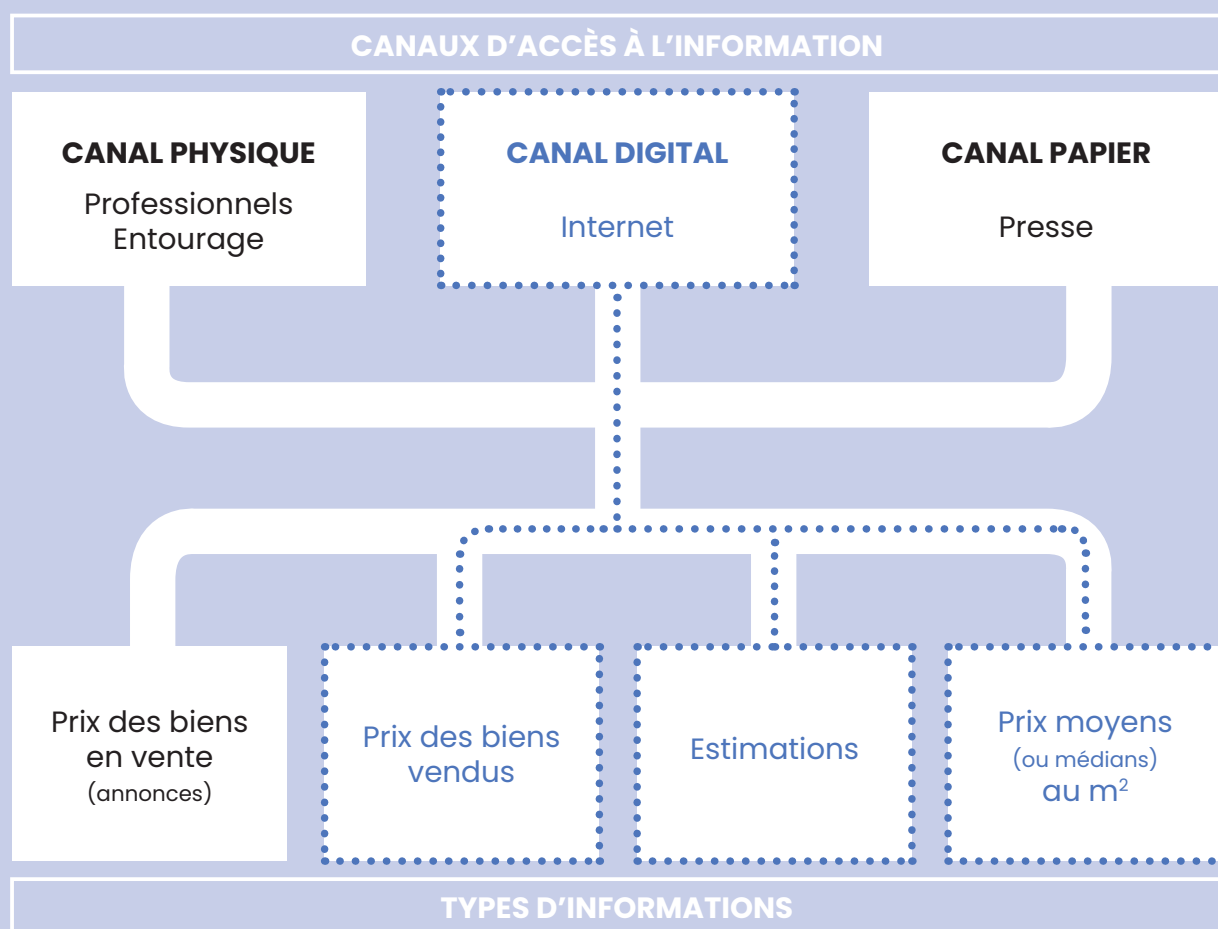 CANAUX D’ACCÈS À L’INFORMATION
CANAL PHYSIQUE
Professionnels
Entourage
CANAL DIGITAL
Internet
CANAL PAPIER
Presse
Prix des biens
en vente
(annonces)
Prix des biens
vendus
Estimations
Prix moyens
(ou médians)
au m²
TYPES D’INFORMATIONS